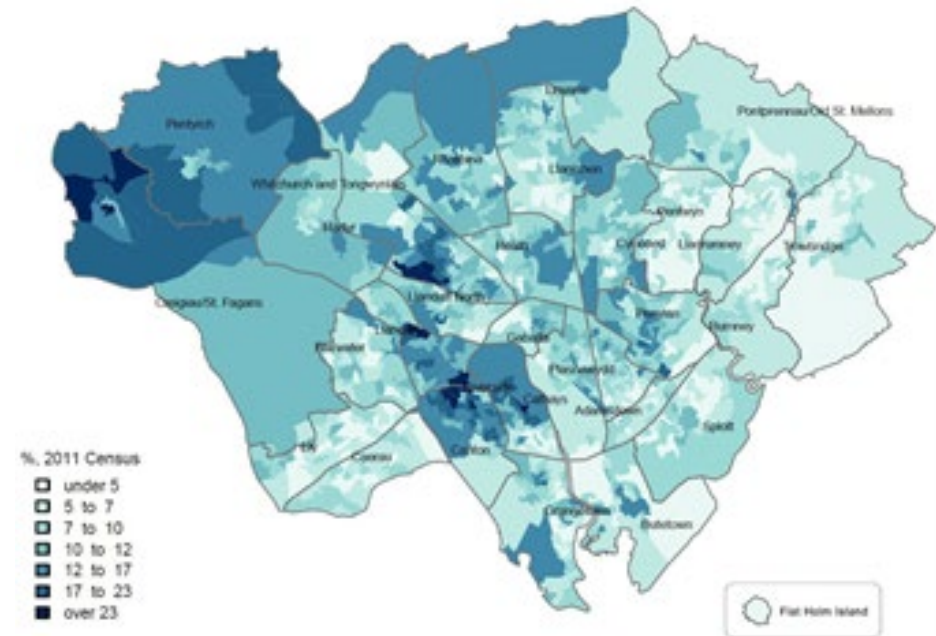 Lisvane
Pontprennau/Old St. Mellons
Pentyrch
Rhiwbina
Llanishen
Whitchurch and Tongwynlais
Pentwyn
Radyr
Heath
Cyncoed
Llanrumney
Trowbridge
Llandaff North
Creigiau/St. Fagans
Penylan
Rumney
Llandaff
Fairwater
Gabalfa
Plasnewydd
Riverside
Cathays
Adamsdown
Splott
Ely
Caerau
Canton
Grangetown
Butetown
%, 2011 Census
under 5
5 to 7
7 to 10
10 to 12
12 to 17
17 to 23
over 23
Flat Holm Island